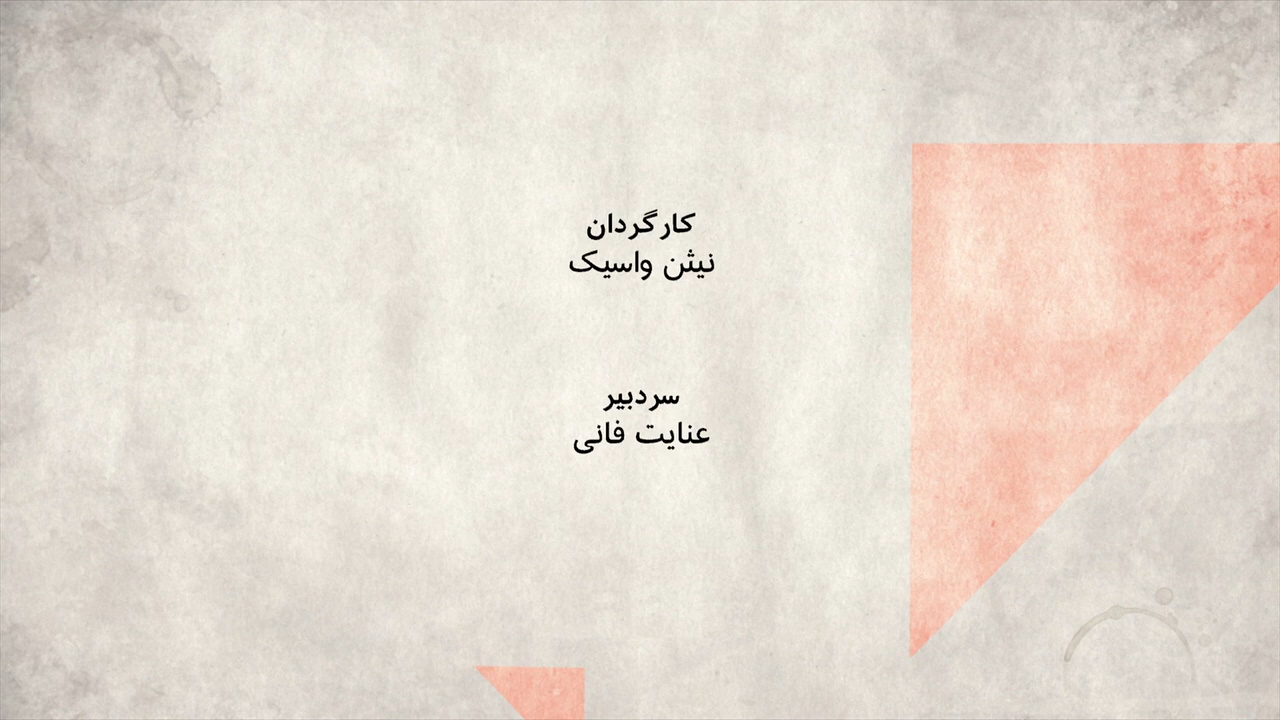 کارگردان
نیثن واسیک
سردبیر
عنایت فانی